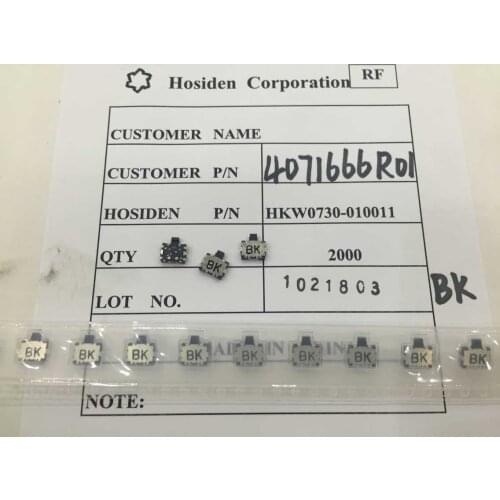 Hosiden Corporation RF
CUSTOMER NAME
CUSTOMER P/N 4071666R01
HOSIDEN P/N HKW0730-010011
QTY 2000
BK BK
LOT NO. 1021803 BK
BK BK BK BK BK BK BK BK BK
NOTE: